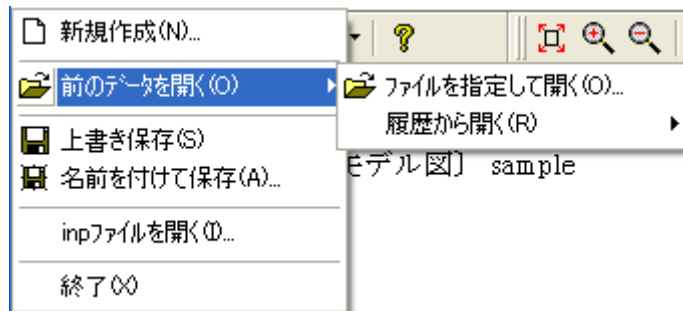 新規作成(N)...
前のﾃﾞｰﾀを開く(O)
ファイルを指定して開く(O)...
履歴から開く(R)
上書き保存(S)
名前を付けて保存(A)...
モデル図〕 sample
inpファイルを開く(I)...
終了(X)